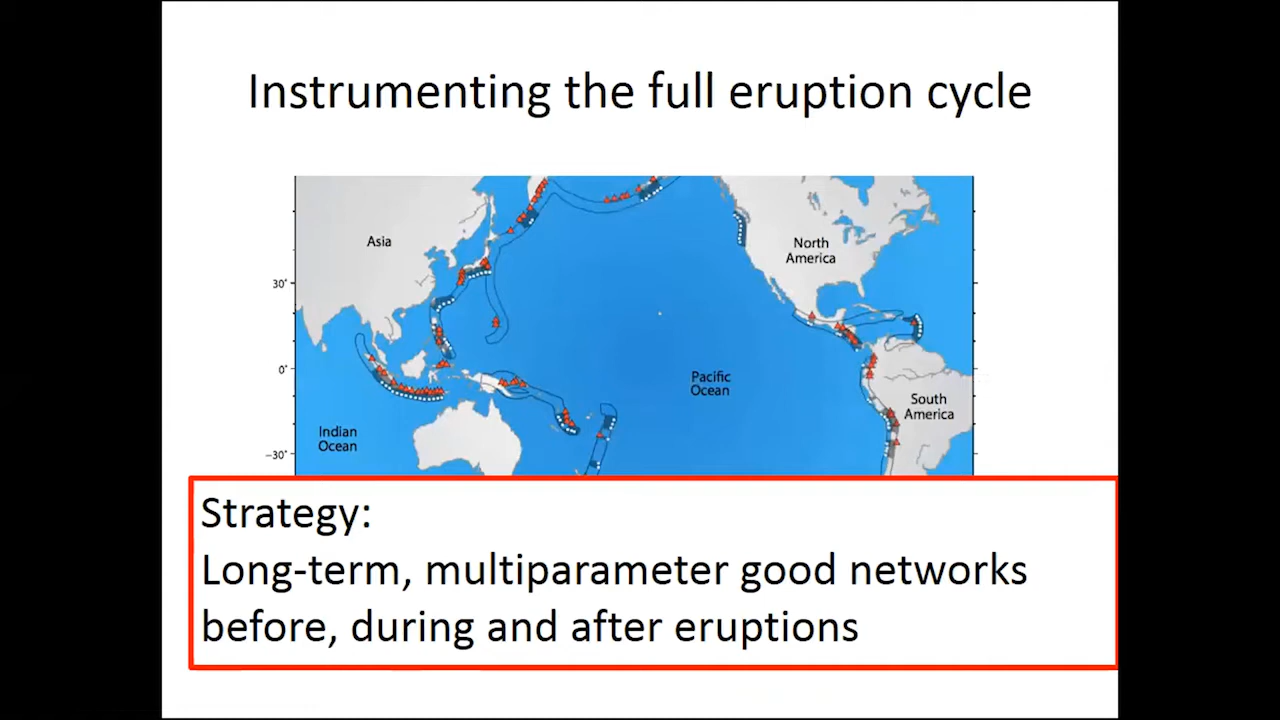 Instrumenting the full eruption cycle
Asia
North
America
30°
0°
Pacific
Ocean
South
America
Indian
Ocean
−30°
Strategy:
Long-term, multiparameter good networks
before, during and after eruptions